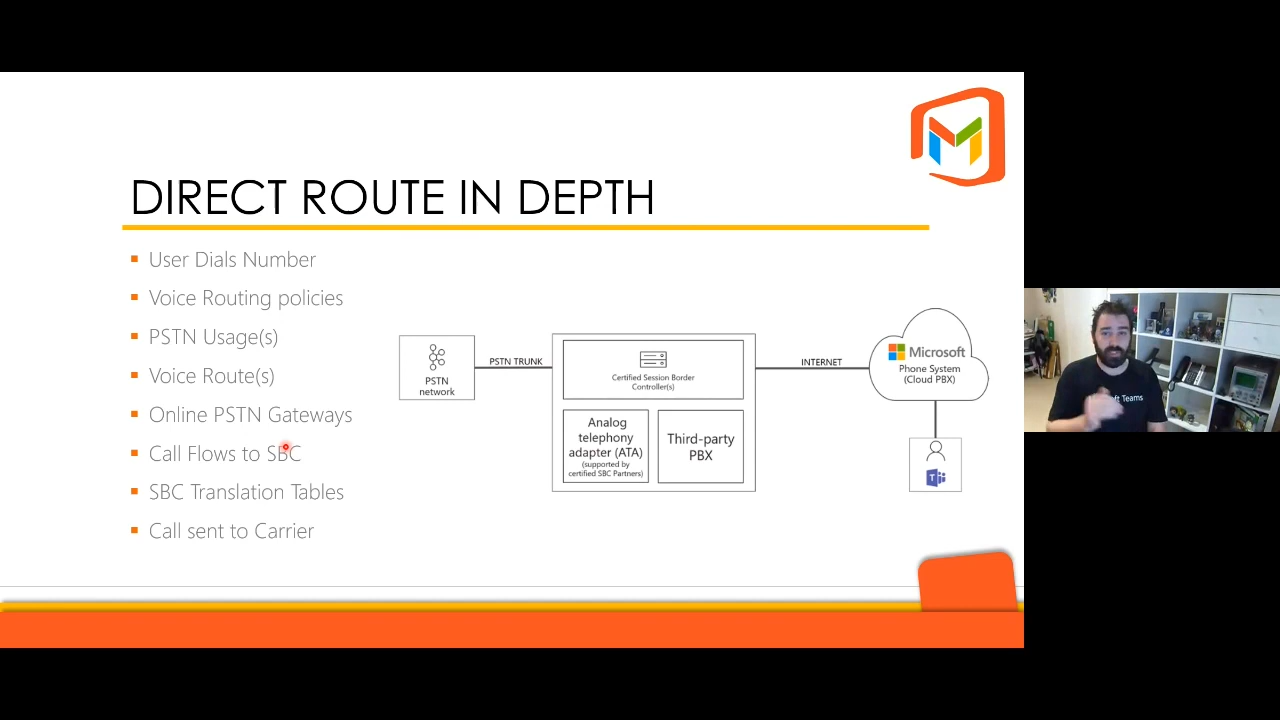 DIRECT ROUTE IN DEPTH
User Dials Number
Voice Routing policies
PSTN Usage(s)
Voice Route(s)
Online PSTN Gateways
Call Flows to SBC
SBC Translation Tables
Call sent to Carrier
PSTN
network
PSTN TRUNK
Certified Session Border
Controller(s)
Analog
telephony
adapter (ATA)
(supported by
certified SBC Partners)
Third-party
PBX
INTERNET
Microsoft
Phone System
(Cloud PBX)
T
ft Teams